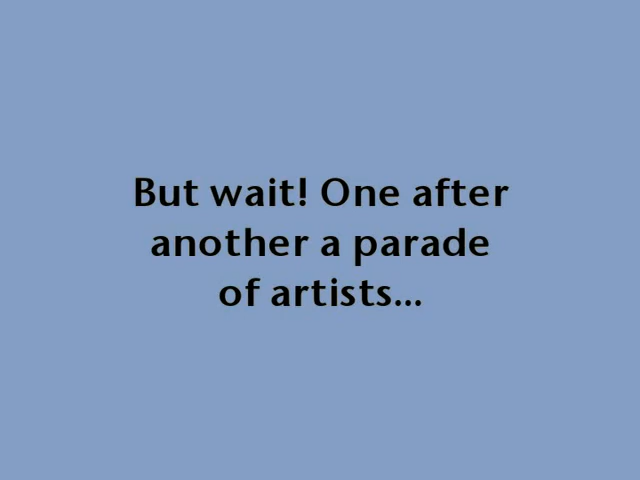 But wait! One after
another a parade
of artists...